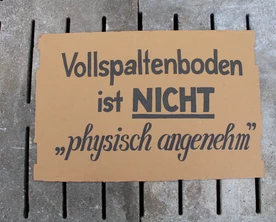 Vollspaltenboden
ist NICHT
„physisch angenehm”